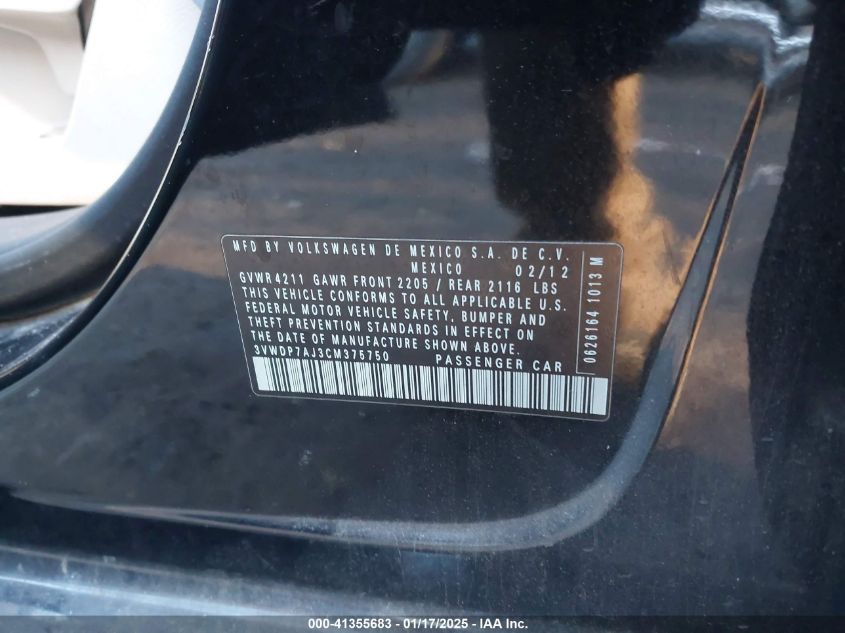 MFD BY VOLKSWAGEN DE MEXICO S.A. DE C.V.
MEXICO 02/12
GVWR 4211 GAWR FRONT 2205 / REAR 2116 LBS
THIS VEHICLE CONFORMS TO ALL APPLICABLE U.S.
FEDERAL MOTOR VEHICLE SAFETY, BUMPER AND
THEFT PREVENTION STANDARDS IN EFFECT ON
THE DATE OF MANUFACTURE SHOWN ABOVE.
3VWDP7AJ3CM375750 PASSENGER CAR
0626164 1013 M
000-41355683 - 01/17/2025 - IAA Inc.